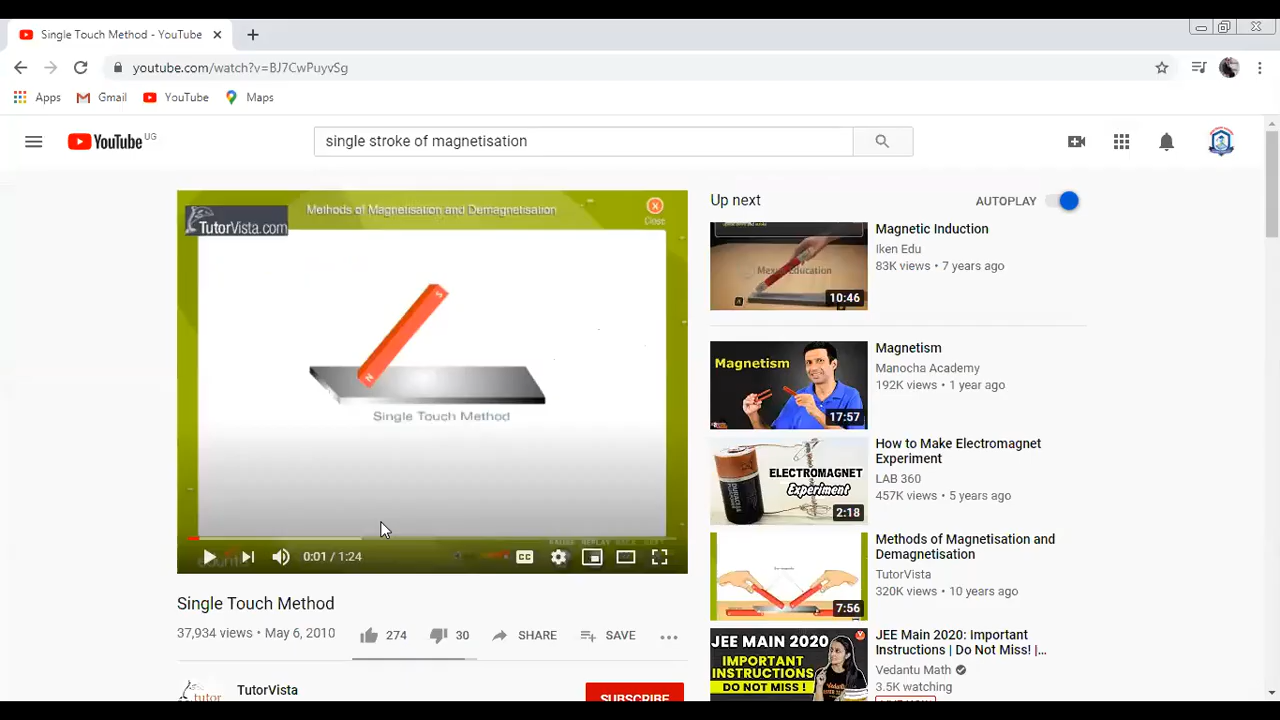 Single Touch Method - YouTube
youtube.com/watch?v=BJ7CwPuyvSg
Apps
Gmail
YouTube
Maps
YouTube UG
single stroke of magnetisation
TutorVista.com
Methods of Magnetisation and Demagnetisation
Close
S
N
Single Touch Method
0:01 / 1:24
CC
Single Touch Method
37,934 views • May 6, 2010
274
30
SHARE
SAVE
TutorVista
SUBSCRIBE
Up next
AUTOPLAY
10:46
Magnetic Induction
Iken Edu
83K views • 7 years ago
Magnetism
17:57
Magnetism
Manocha Academy
192K views • 1 year ago
ELECTROMAGNET
Experiment
2:18
How to Make Electromagnet
Experiment
LAB 360
457K views • 5 years ago
7:56
Methods of Magnetisation and
Demagnetisation
TutorVista
320K views • 10 years ago
JEE MAIN 2020:
IMPORTANT
INSTRUCTIONS
DO NOT MISS !
JEE Main 2020: Important
Instructions | Do Not Miss! |...
Vedantu Math
3.5K watching